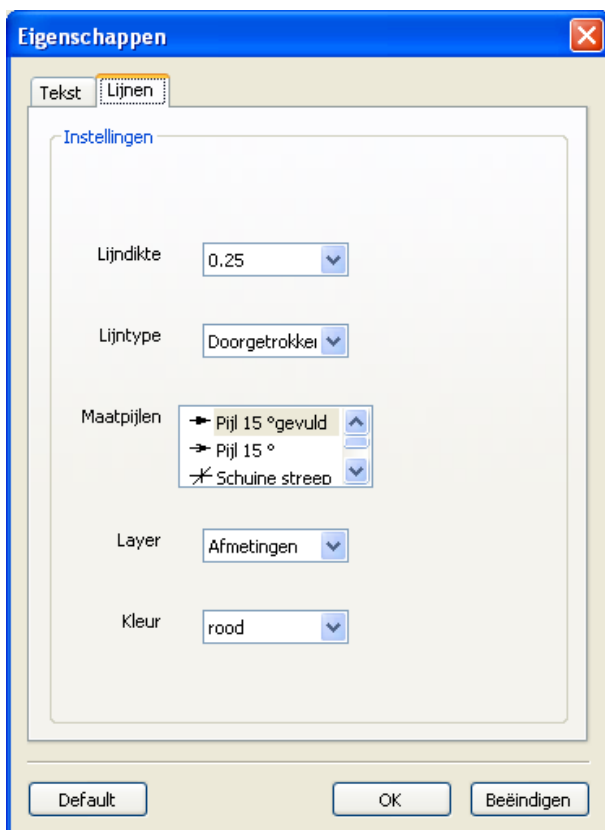 Eigenschappen
Tekst Lijnen
Instellingen
Lijndikte 0.25
Lijntype Doorgetrokker
Maatpijlen Pijl 15 °gevuld
Pijl 15 °
Schuine streep
Layer Afmetingen
Kleur rood
Default OK Beëindigen